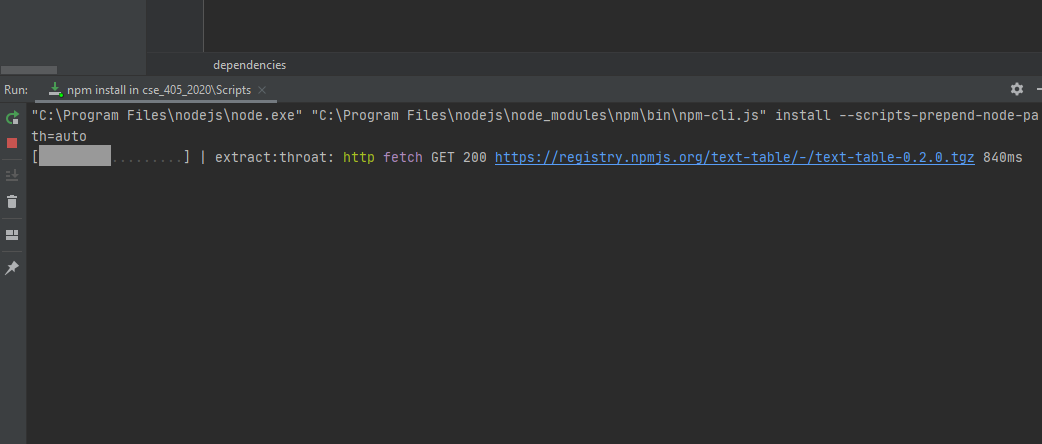 dependencies
Run: npm install in cse_405_2020\Scripts
"C:\Program Files\nodejs\node.exe" "C:\Program Files\nodejs\node_modules\npm\bin\npm-cli.js" install --scripts-prepend-node-pa
th=auto
[.........] | extract:throat: http fetch GET 200 https://registry.npmjs.org/text-table/-/text-table-0.2.0.tgz 840ms